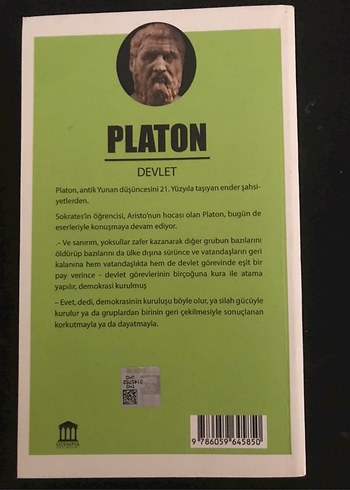 PLATON
DEVLET
Platon, antik Yunan düşüncesini 21. Yüzyıla taşıyan ender şahsi-
yetlerden.
Sokrates'in öğrencisi, Aristo'nun hocası olan Platon, bugün de
eserleriyle konuşmaya devam ediyor.
.– Ve sanırım, yoksullar zafer kazanarak diğer grubun bazılarını
öldürüp bazılarını da ülke dışına sürünce ve vatandaşların geri
kalanına hem vatandaşlıkta hem de devlet görevinde eşit bir
pay verince - devlet görevlerinin birçoğuna kura ile atama
yapılır, demokrasi kurulmuş
– Evet, dedi, demokrasinin kuruluşu böyle olur, ya silah gücüyle
kurulur ya da gruplardan birinin geri çekilmesiyle sonuçlanan
korkutmayla ya da dayatmayla.
9 786059 645850